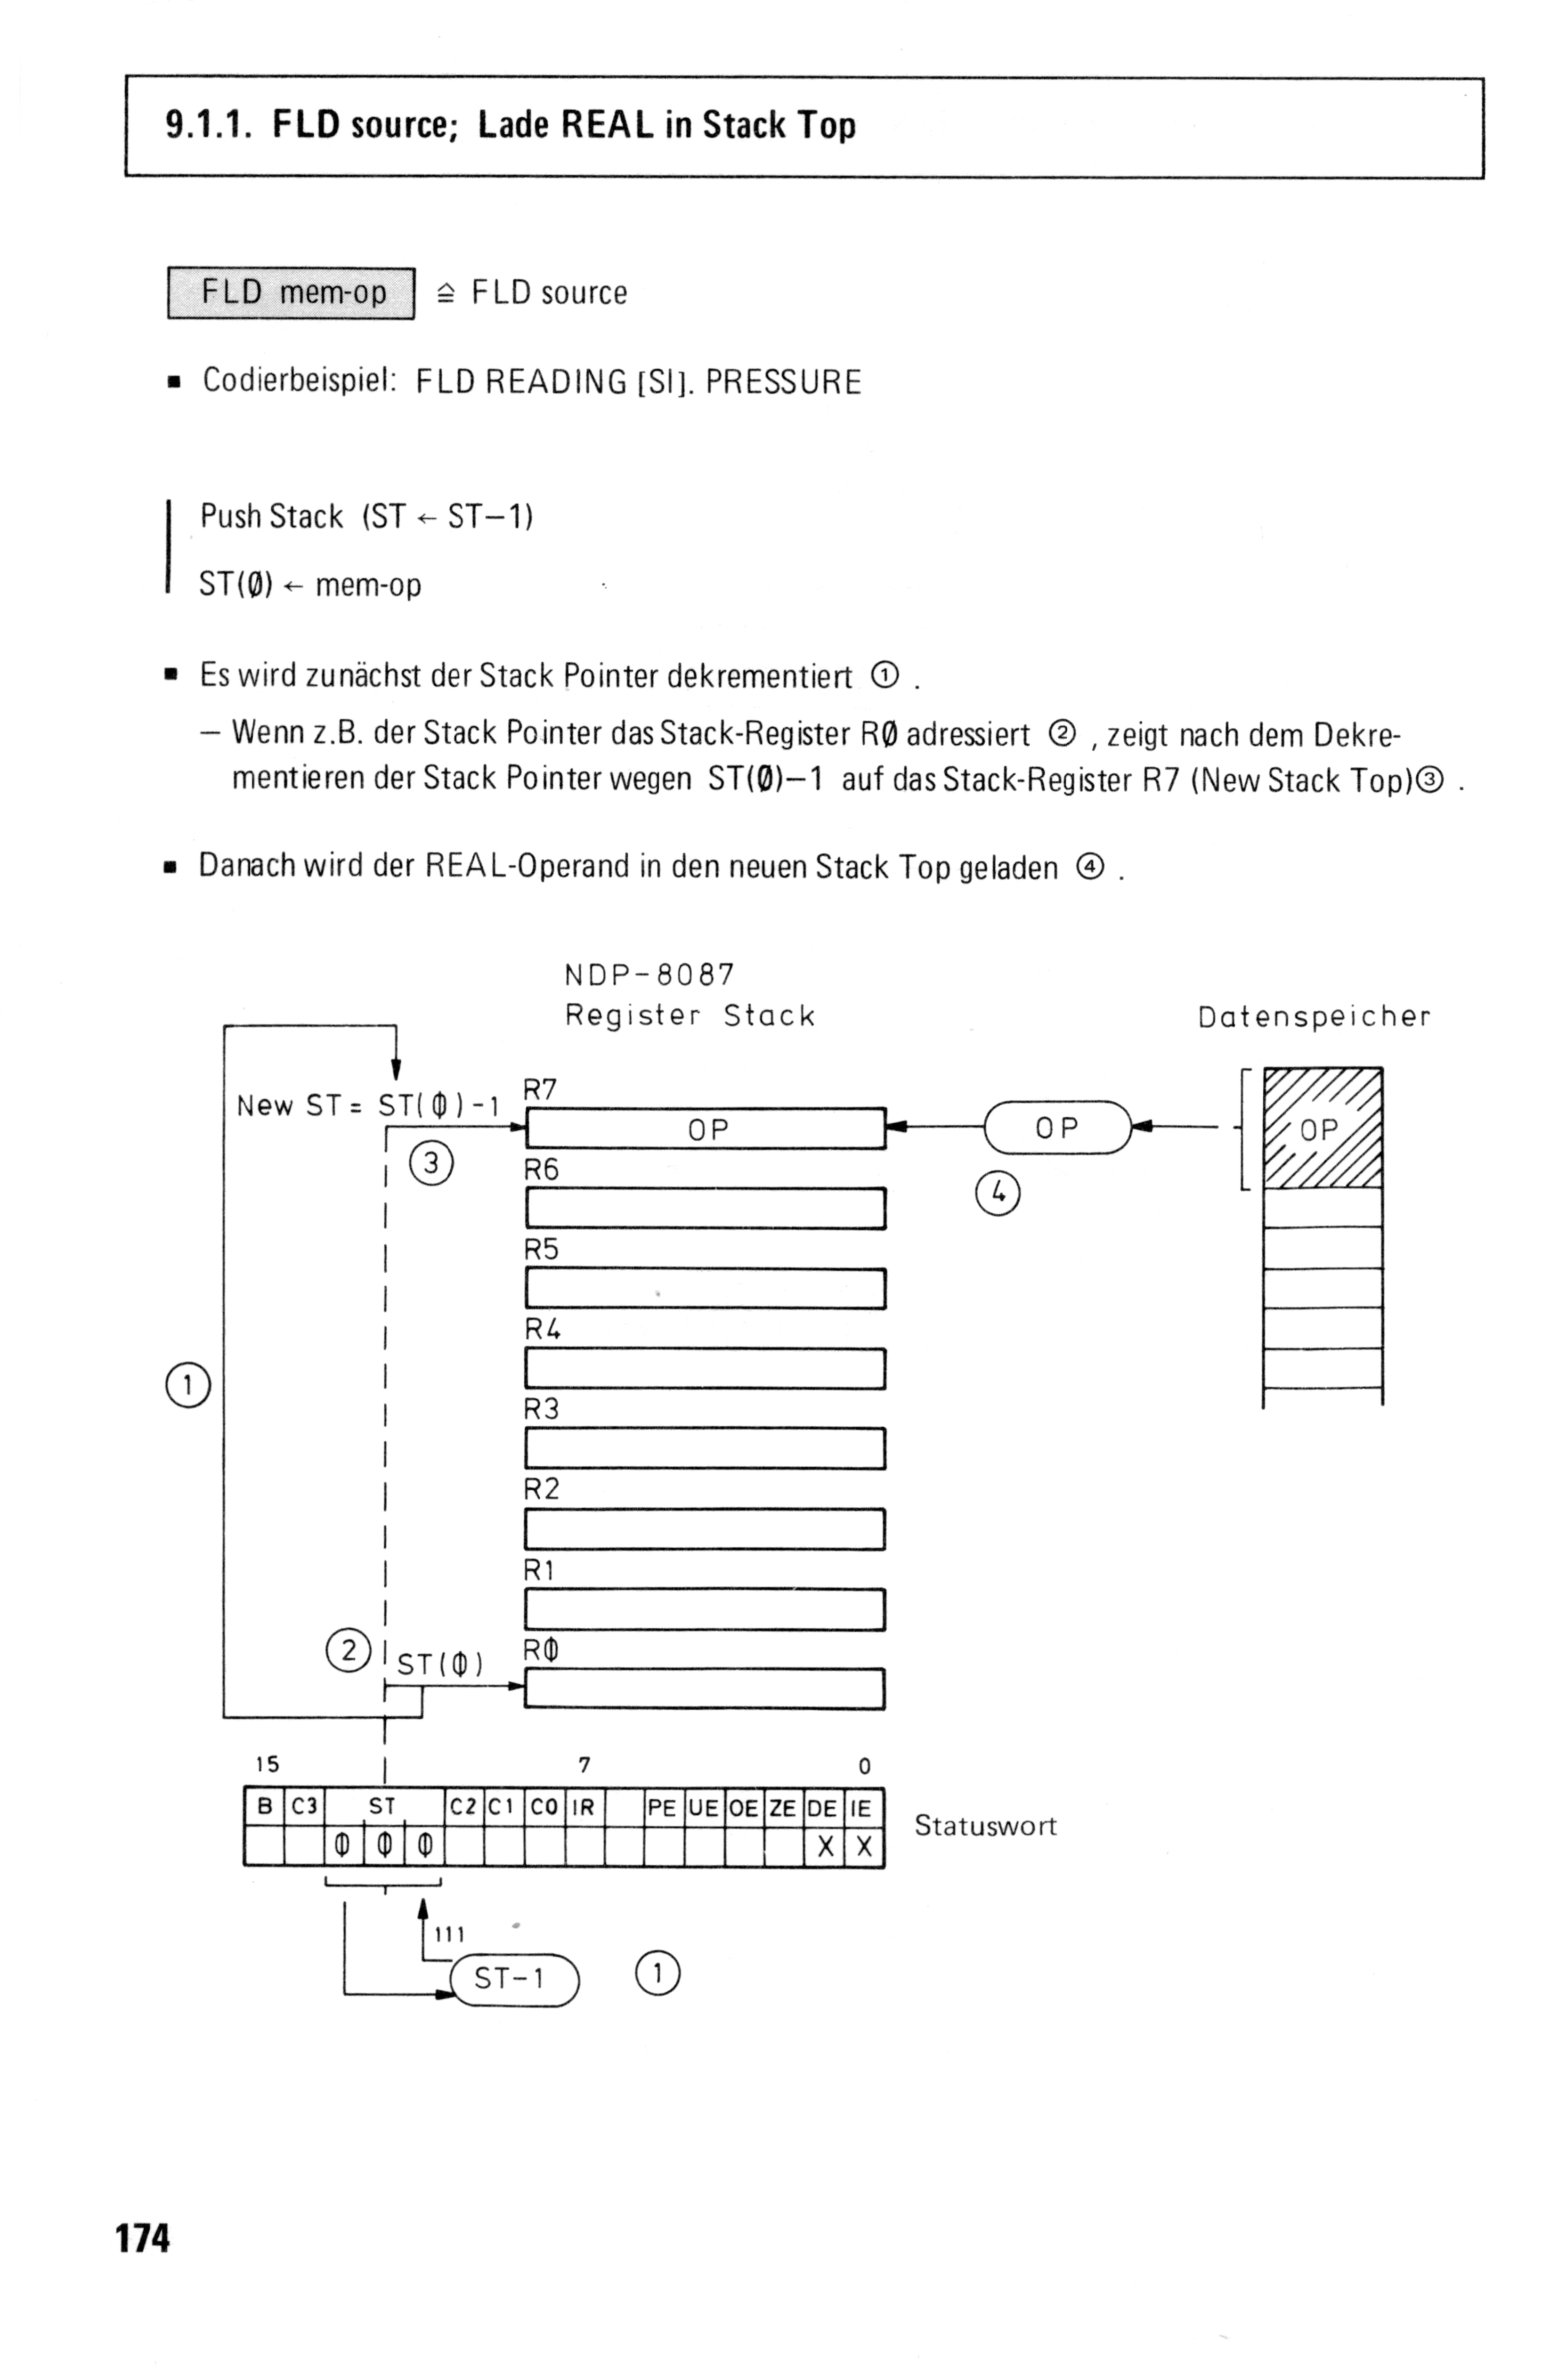 9.1.1. FLD source; Lade REAL in Stack Top
FLD mem-op ≙ FLD source
▪ Codierbeispiel: FLD READING [SI]. PRESSURE
Push Stack (ST ← ST−1)
ST(Ø) ← mem-op
▪ Es wird zunächst der Stack Pointer dekrementiert ① .
– Wenn z.B. der Stack Pointer das Stack-Register RØ adressiert ② , zeigt nach dem Dekre-
mentieren der Stack Pointer wegen ST(Ø)−1 auf das Stack-Register R7 (New Stack Top)③ .
▪ Danach wird der REAL-Operand in den neuen Stack Top geladen ④ .
NDP-8087
Register Stack
Datenspeicher
R7
New ST = ST(Ø)-1
OP
OP
OP
③
R6
④
R5
R4
①
R3
R2
R1
②
ST(Ø)
RØ
15 7 0
B C3 ST C2 C1 C0 IR PE UE OE ZE DE IE
Statuswort
Ø Ø Ø X X
111
ST-1
①
174